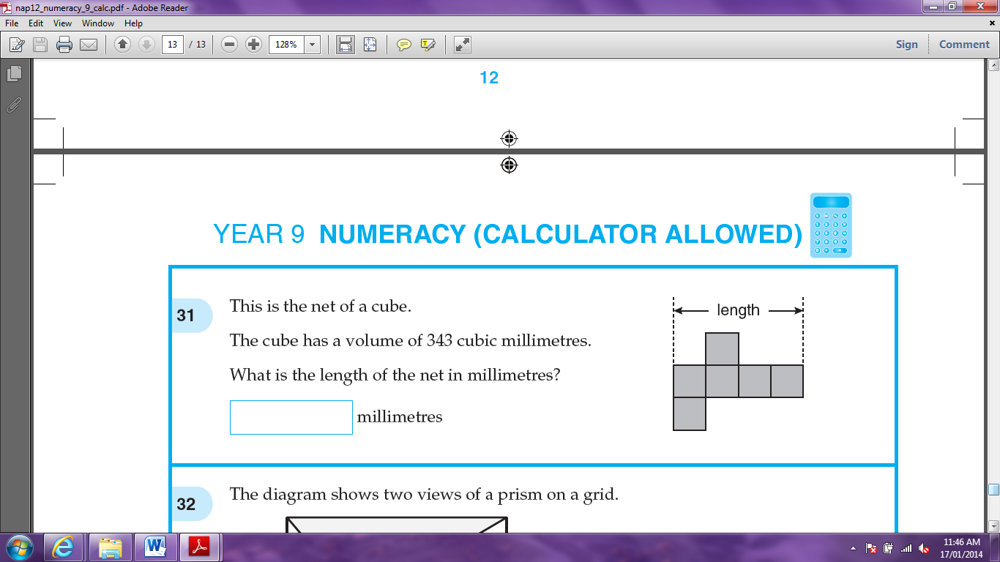 nap12_numeracy_9_calc.pdf - Adobe Reader
File Edit View Window Help
13 / 13 128% Sign Comment
12
YEAR 9 NUMERACY (CALCULATOR ALLOWED)
31
This is the net of a cube.
The cube has a volume of 343 cubic millimetres.
What is the length of the net in millimetres?
millimetres
length
32
The diagram shows two views of a prism on a grid.
11:46 AM
17/01/2014